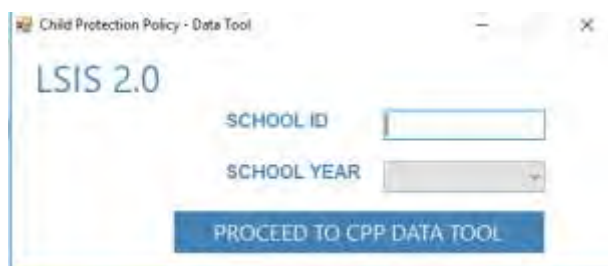 Child Protection Policy - Data Tool
LSIS 2.0
SCHOOL ID
SCHOOL YEAR
PROCEED TO CPP DATA TOOL